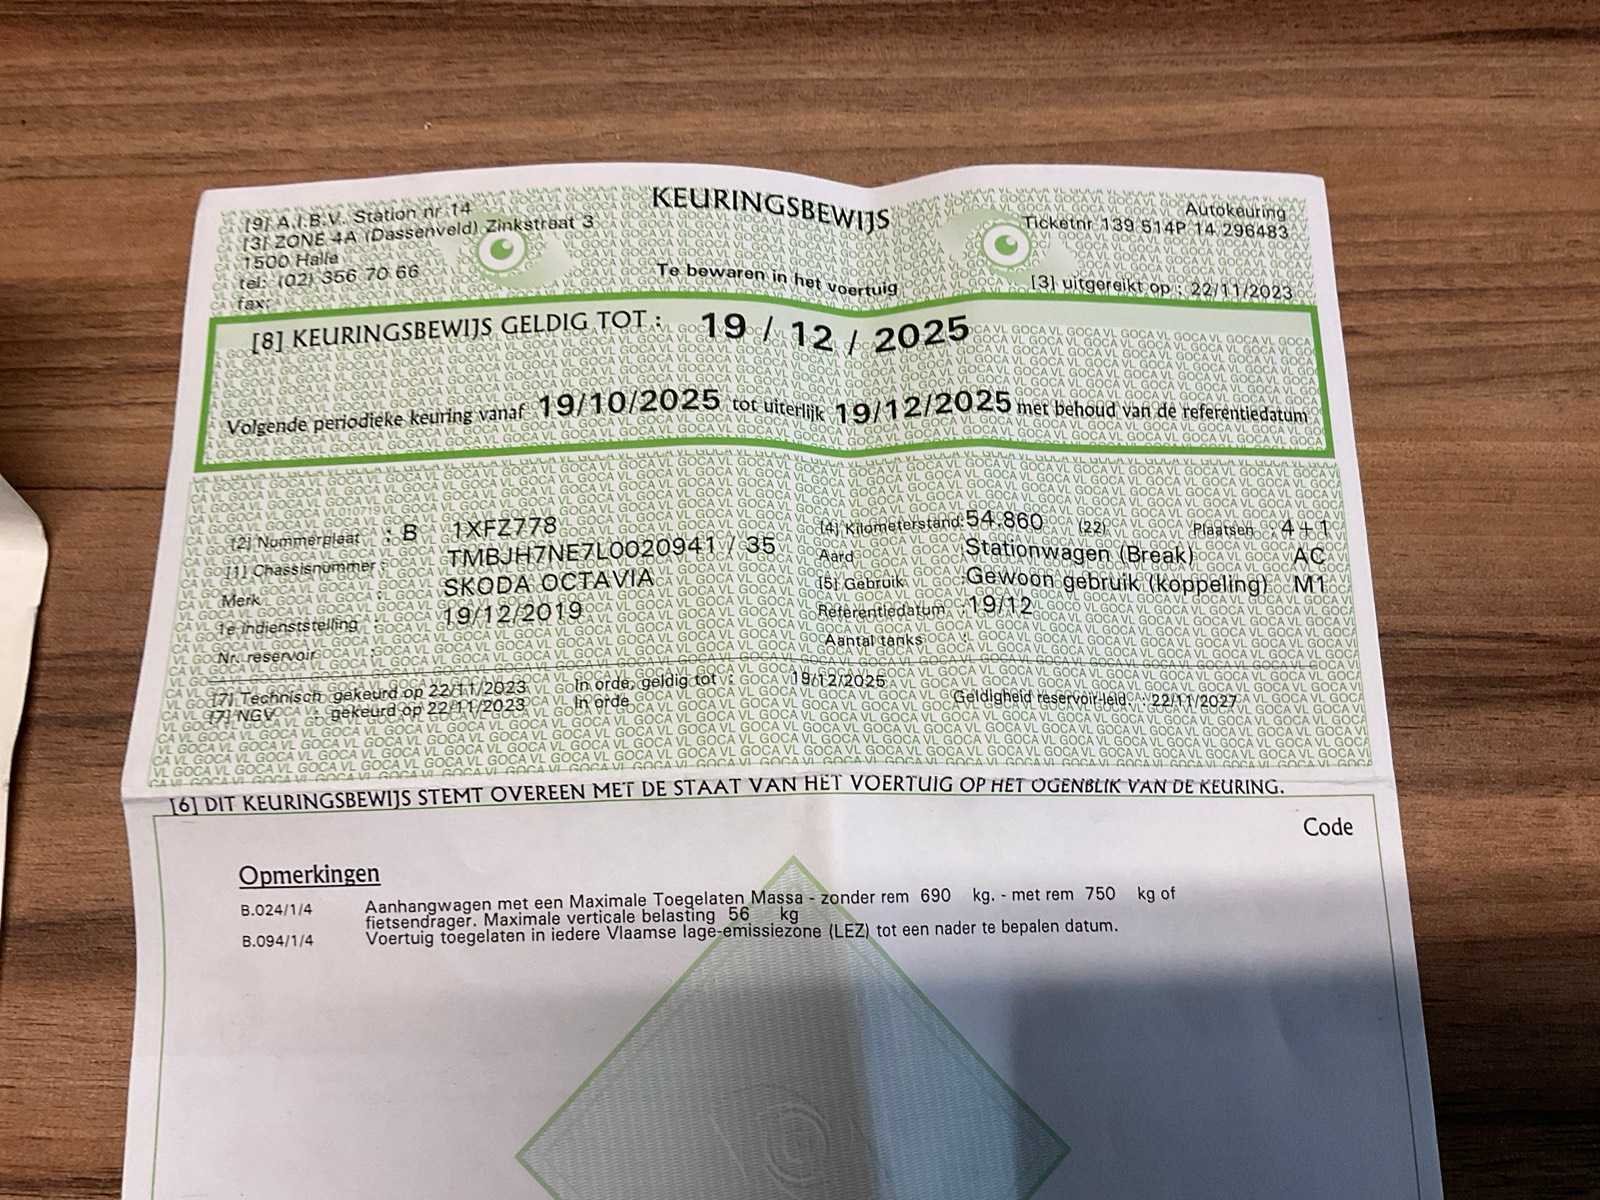 KEURINGSBEWIJS
Te bewaren in het voertuig
[9] A.I.B.V. Station nr 14
[3] ZONE 4A (Dassenveld) Zinkstraat 3
1500 Halle
tel: (02) 356 70 66
fax:
Autokeuring
Ticketnr 139 514P 14 296483
[3] uitgereikt op : 22/11/2023
[8] KEURINGSBEWIJS GELDIG TOT : 19 / 12 / 2025
Volgende periodieke keuring vanaf 19/10/2025 tot uiterlijk 19/12/2025 met behoud van de referentiedatum
[2] Nummerplaat : B 1XFZ778
[1] Chassisnummer : TMBJH7NE7L0020941 / 35
Merk : SKODA OCTAVIA
1e indienststelling : 19/12/2019
Nr. reservoir :
[4] Kilometerstand: 54.860 (22) Plaatsen : 4 + 1
Aard : Stationwagen (Break) AC
[5] Gebruik : Gewoon gebruik (koppeling) M1
Referentiedatum : 19/12
Aantal tanks :
[7] Technisch gekeurd op 22/11/2023 In orde, geldig tot : 19/12/2025
[7] NGV : gekeurd op 22/11/2023 In orde Geldigheid reservoir-leid. : 22/11/2027
[6] DIT KEURINGSBEWIJS STEMT OVEREEN MET DE STAAT VAN HET VOERTUIG OP HET OGENBLIK VAN DE KEURING.
Code
Opmerkingen
B.024/1/4 Aanhangwagen met een Maximale Toegelaten Massa - zonder rem 690 kg. - met rem 750 kg of
fietsendrager. Maximale verticale belasting 56 kg
B.094/1/4 Voertuig toegelaten in iedere Vlaamse lage-emissiezone (LEZ) tot een nader te bepalen datum.